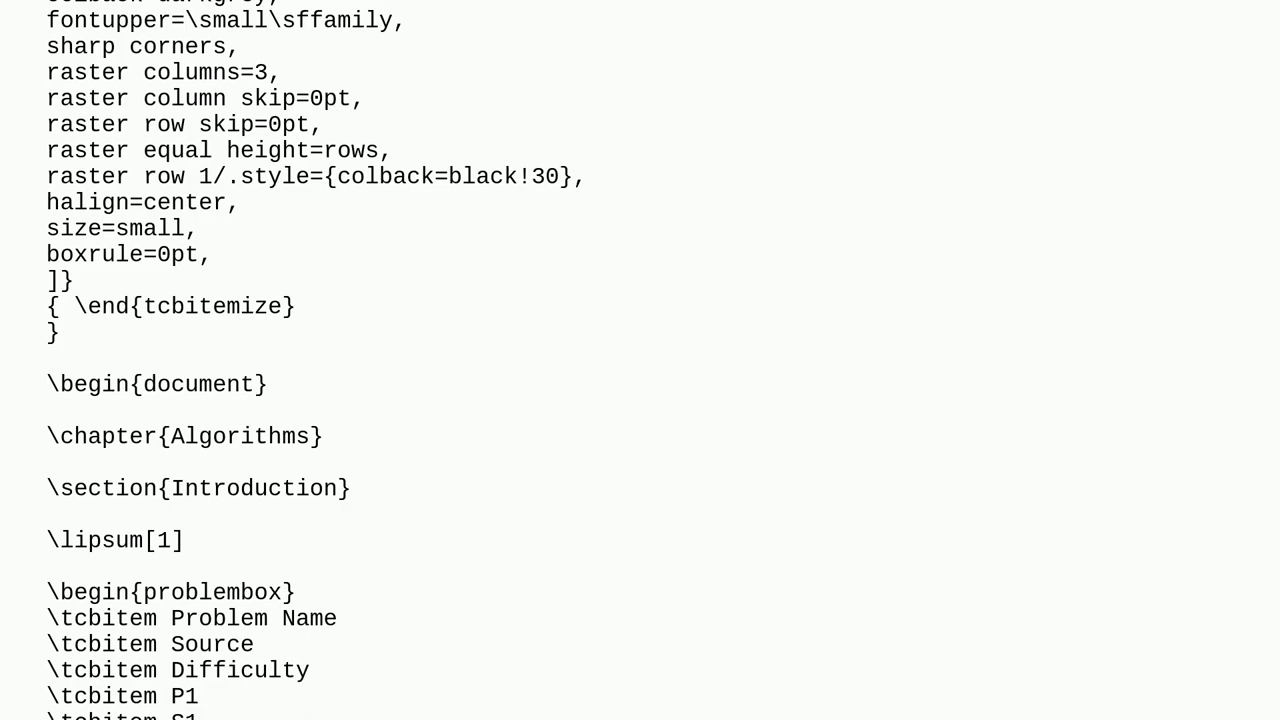 fontupper=\small\sffamily,
sharp corners,
raster columns=3,
raster column skip=0pt,
raster row skip=0pt,
raster equal height=rows,
raster row 1/.style={colback=black!30},
halign=center,
size=small,
boxrule=0pt,
]}
{ \end{tcbitemize}
}
\begin{document}
\chapter{Algorithms}
\section{Introduction}
\lipsum[1]
\begin{problembox}
\tcbitem Problem Name
\tcbitem Source
\tcbitem Difficulty
\tcbitem P1
\tcbitem S1